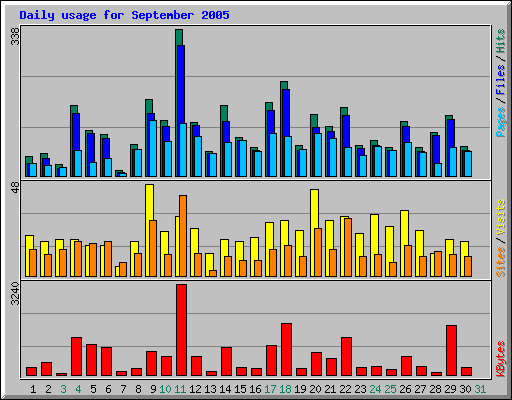 Daily usage for September 2005
338
Pages / Files / Hits
48
Sites / Visits
3240
KBytes
1 2 3 4 5 6 7 8 9 10 11 12 13 14 15 16 17 18 19 20 21 22 23 24 25 26 27 28 29 30 31